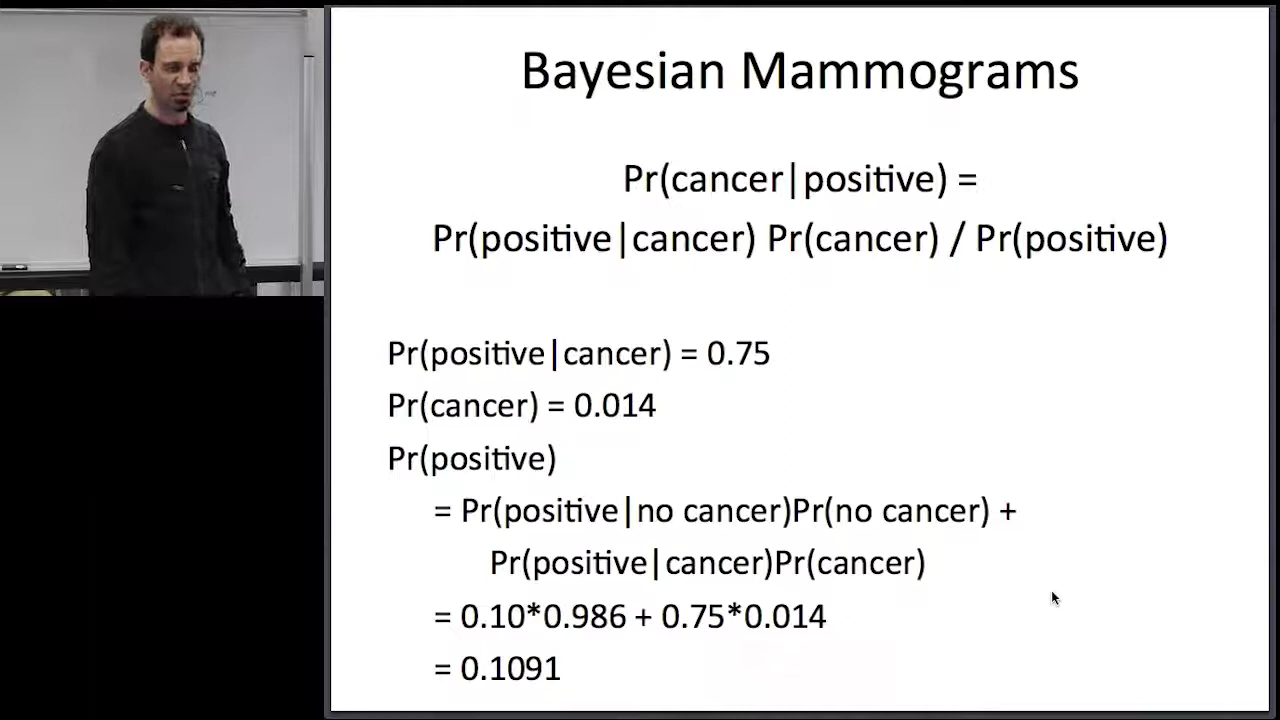 Bayesian Mammograms
Pr(cancer|positive) =
Pr(positive|cancer) Pr(cancer) / Pr(positive)
Pr(positive|cancer) = 0.75
Pr(cancer) = 0.014
Pr(positive)
= Pr(positive|no cancer)Pr(no cancer) +
Pr(positive|cancer)Pr(cancer)
= 0.10*0.986 + 0.75*0.014
= 0.1091